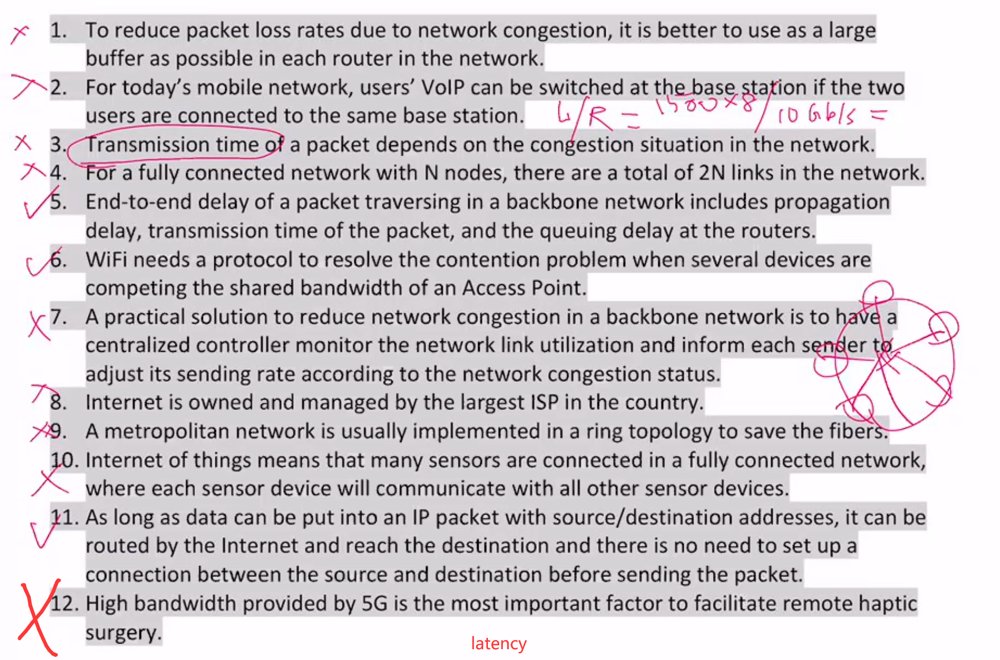 1. To reduce packet loss rates due to network congestion, it is better to use as a large
buffer as possible in each router in the network.
2. For today's mobile network, users' VoIP can be switched at the base station if the two
users are connected to the same base station.
L/R = 1500×8/10 Gb/s =
3. Transmission time of a packet depends on the congestion situation in the network.
4. For a fully connected network with N nodes, there are a total of 2N links in the network.
5. End-to-end delay of a packet traversing in a backbone network includes propagation
delay, transmission time of the packet, and the queuing delay at the routers.
6. WiFi needs a protocol to resolve the contention problem when several devices are
competing the shared bandwidth of an Access Point.
7. A practical solution to reduce network congestion in a backbone network is to have a
centralized controller monitor the network link utilization and inform each sender to
adjust its sending rate according to the network congestion status.
8. Internet is owned and managed by the largest ISP in the country.
9. A metropolitan network is usually implemented in a ring topology to save the fibers.
10. Internet of things means that many sensors are connected in a fully connected network,
where each sensor device will communicate with all other sensor devices.
11. As long as data can be put into an IP packet with source/destination addresses, it can be
routed by the Internet and reach the destination and there is no need to set up a
connection between the source and destination before sending the packet.
12. High bandwidth provided by 5G is the most important factor to facilitate remote haptic
surgery.
latency